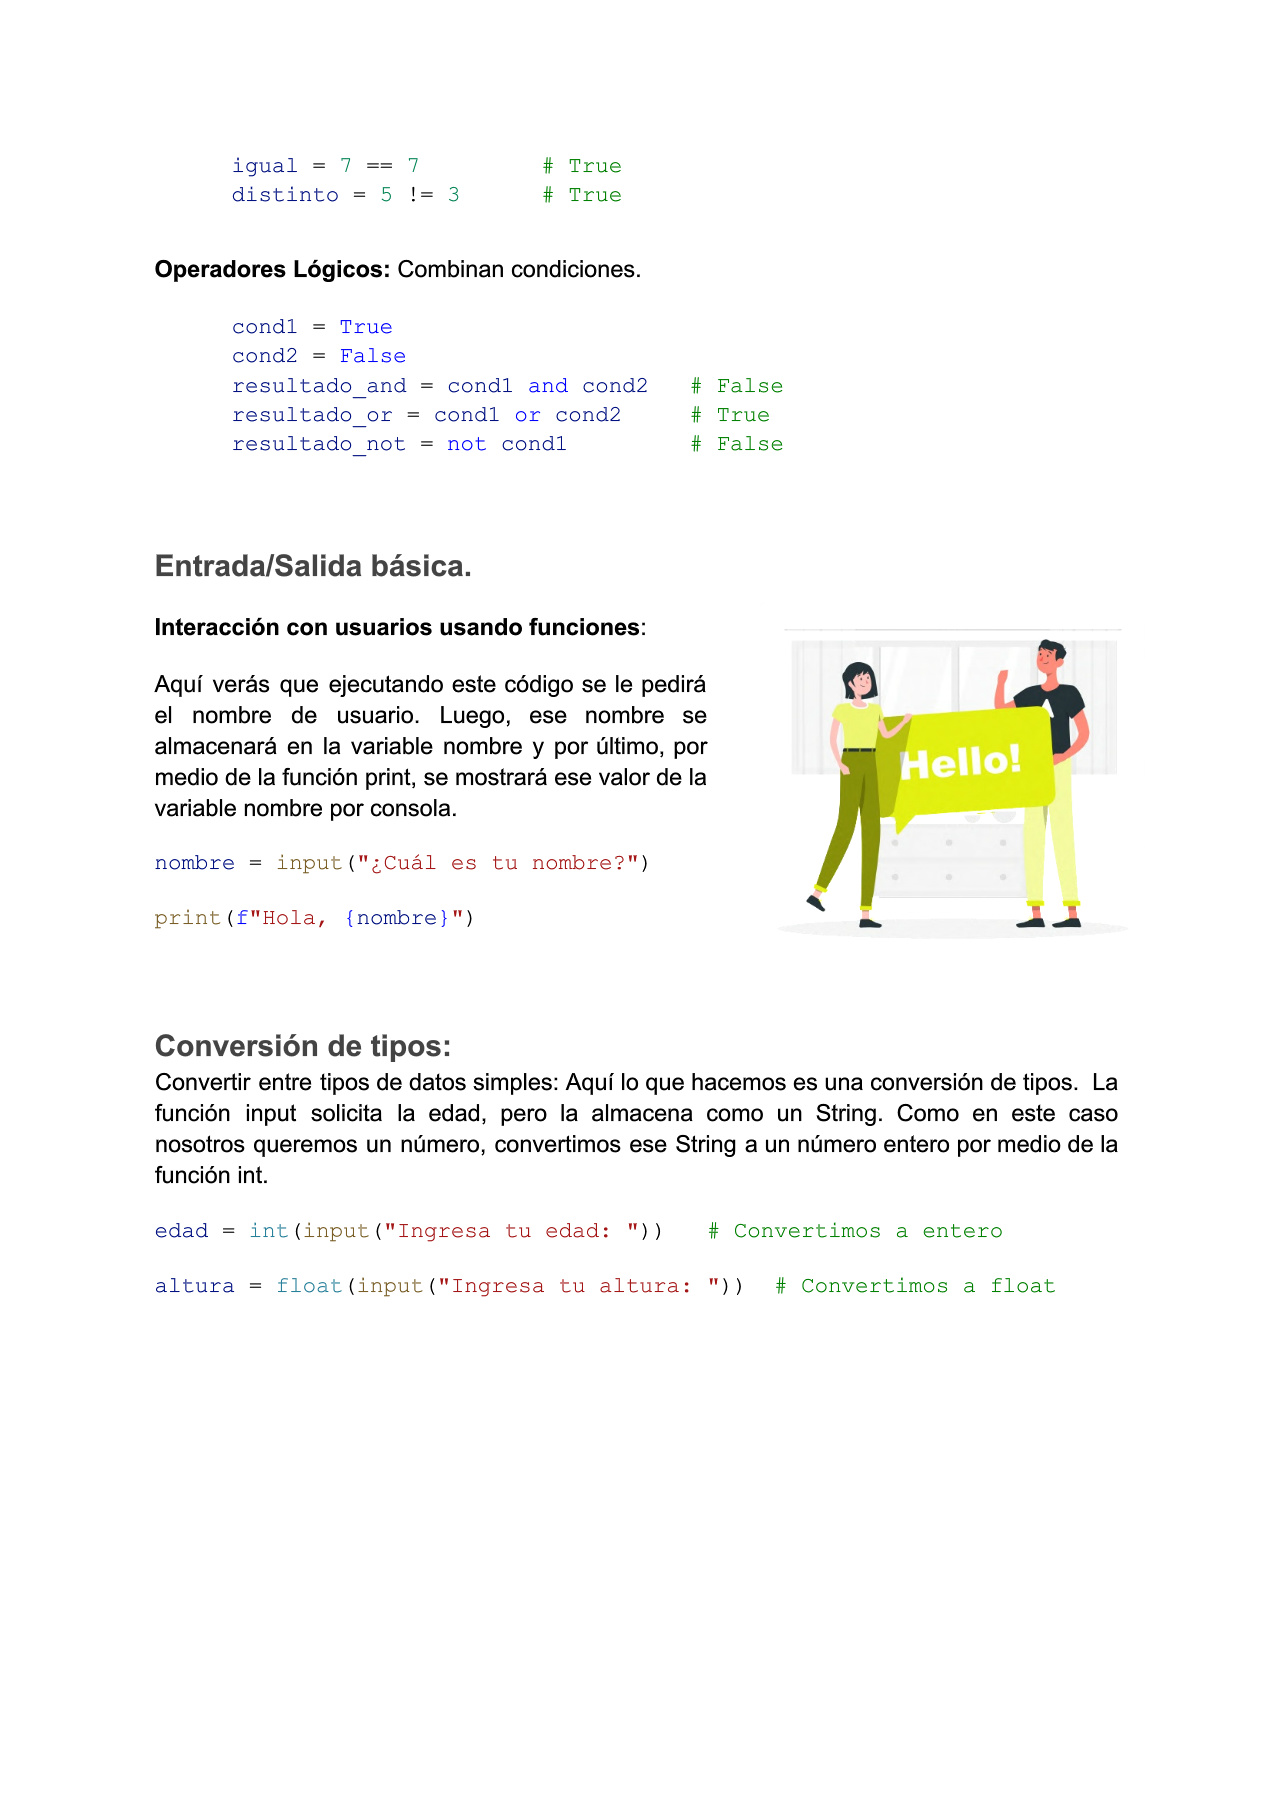 igual = 7 == 7 # True
distinto = 5 != 3 # True
Operadores Lógicos: Combinan condiciones.
cond1 = True
cond2 = False
resultado_and = cond1 and cond2 # False
resultado_or = cond1 or cond2 # True
resultado_not = not cond1 # False
Entrada/Salida básica.
Interacción con usuarios usando funciones:
Aquí verás que ejecutando este código se le pedirá
el nombre de usuario. Luego, ese nombre se
almacenará en la variable nombre y por último, por
medio de la función print, se mostrará ese valor de la
variable nombre por consola.
Hello!
nombre = input("¿Cuál es tu nombre?")
print(f"Hola, {nombre}")
Conversión de tipos:
Convertir entre tipos de datos simples: Aquí lo que hacemos es una conversión de tipos. La
función input solicita la edad, pero la almacena como un String. Como en este caso
nosotros queremos un número, convertimos ese String a un número entero por medio de la
función int.
edad = int(input("Ingresa tu edad: ")) # Convertimos a entero
altura = float(input("Ingresa tu altura: ")) # Convertimos a float